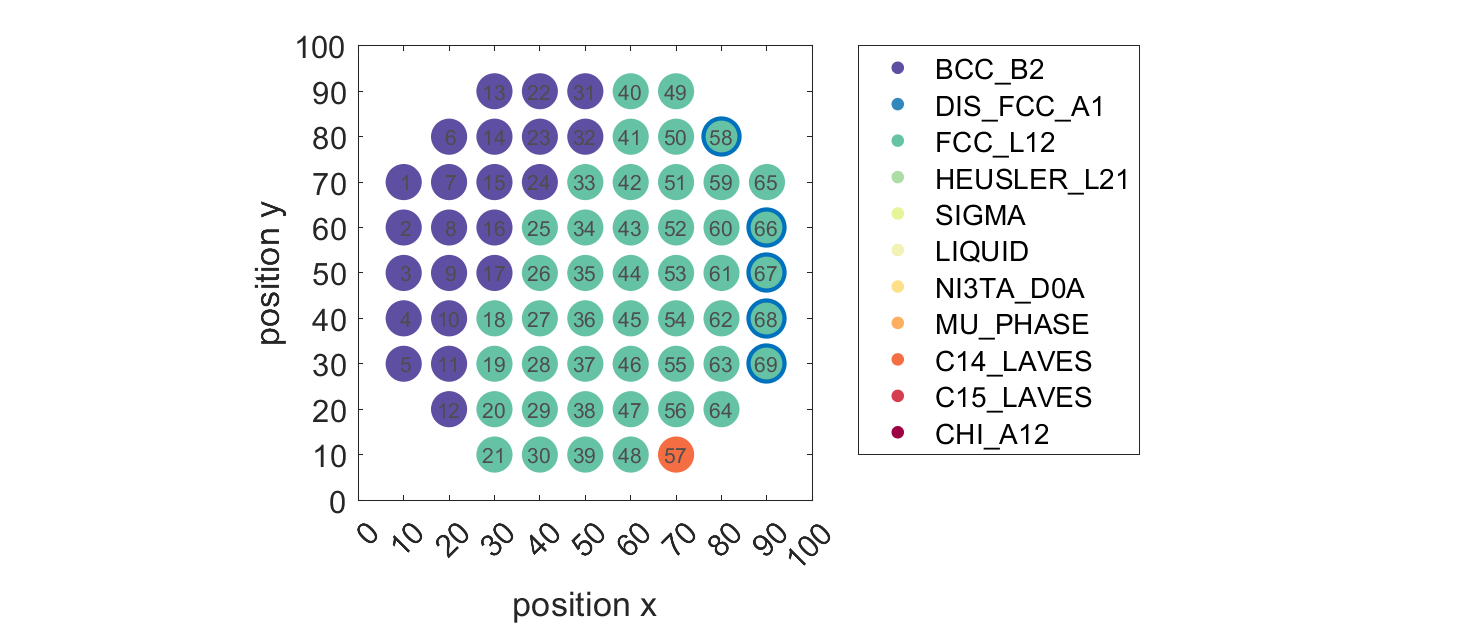 100
90
80
70
60
50
40
30
20
10
0
position y
13 22 31 40 49
6 14 23 32 41 50 58
1 7 15 24 33 42 51 59 65
2 8 16 25 34 43 52 60 66
3 9 17 26 35 44 53 61 67
4 10 18 27 36 45 54 62 68
5 11 19 28 37 46 55 63 69
12 20 29 38 47 56 64
21 30 39 48 57
0 10 20 30 40 50 60 70 80 90 100
position x
BCC_B2
DIS_FCC_A1
FCC_L12
HEUSLER_L21
SIGMA
LIQUID
NI3TA_D0A
MU_PHASE
C14_LAVES
C15_LAVES
CHI_A12